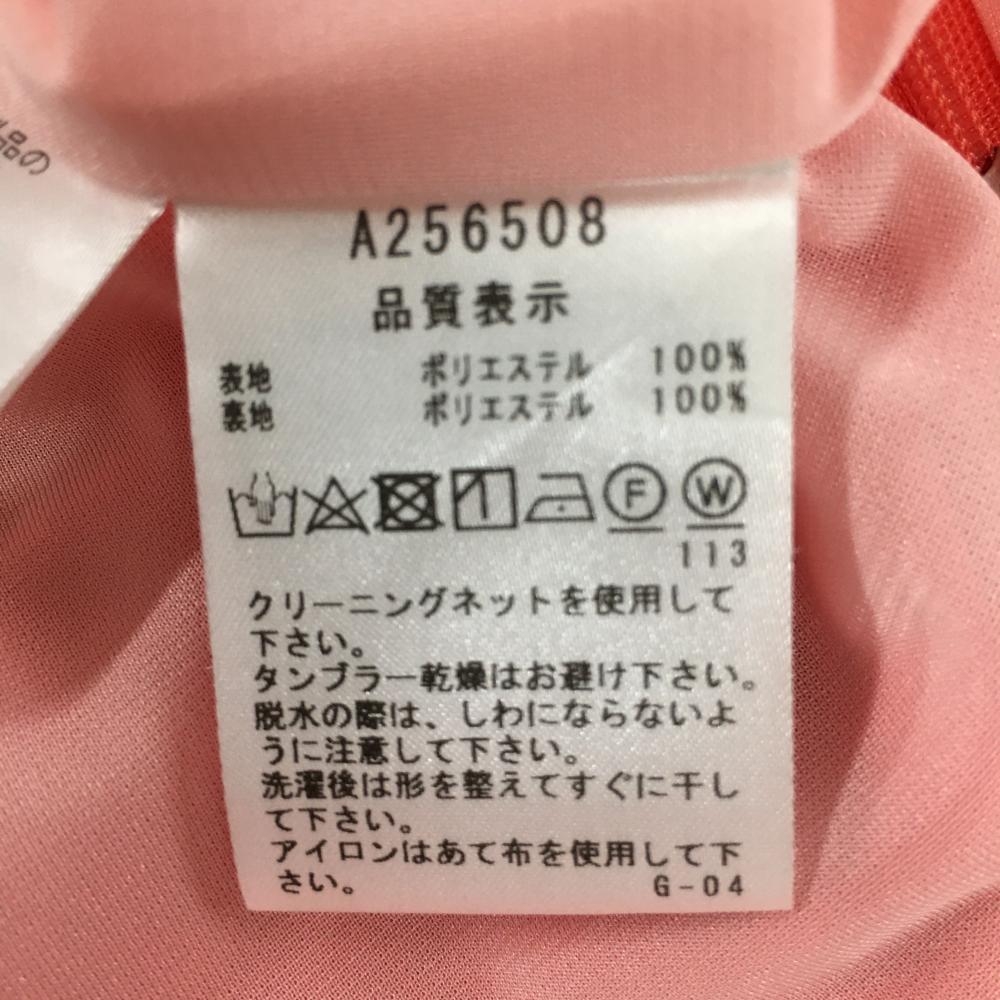 品の
A256508
品質表示
表地 ポリエステル 100%
裏地 ポリエステル 100%
F W
113
クリーニングネットを使用して
下さい。
タンブラー乾燥はお避け下さい。
脱水の際は、しわにならないよ
うに注意して下さい。
洗濯後は形を整えてすぐに干し
て下さい。
アイロンはあて布を使用して下
さい。 G-04